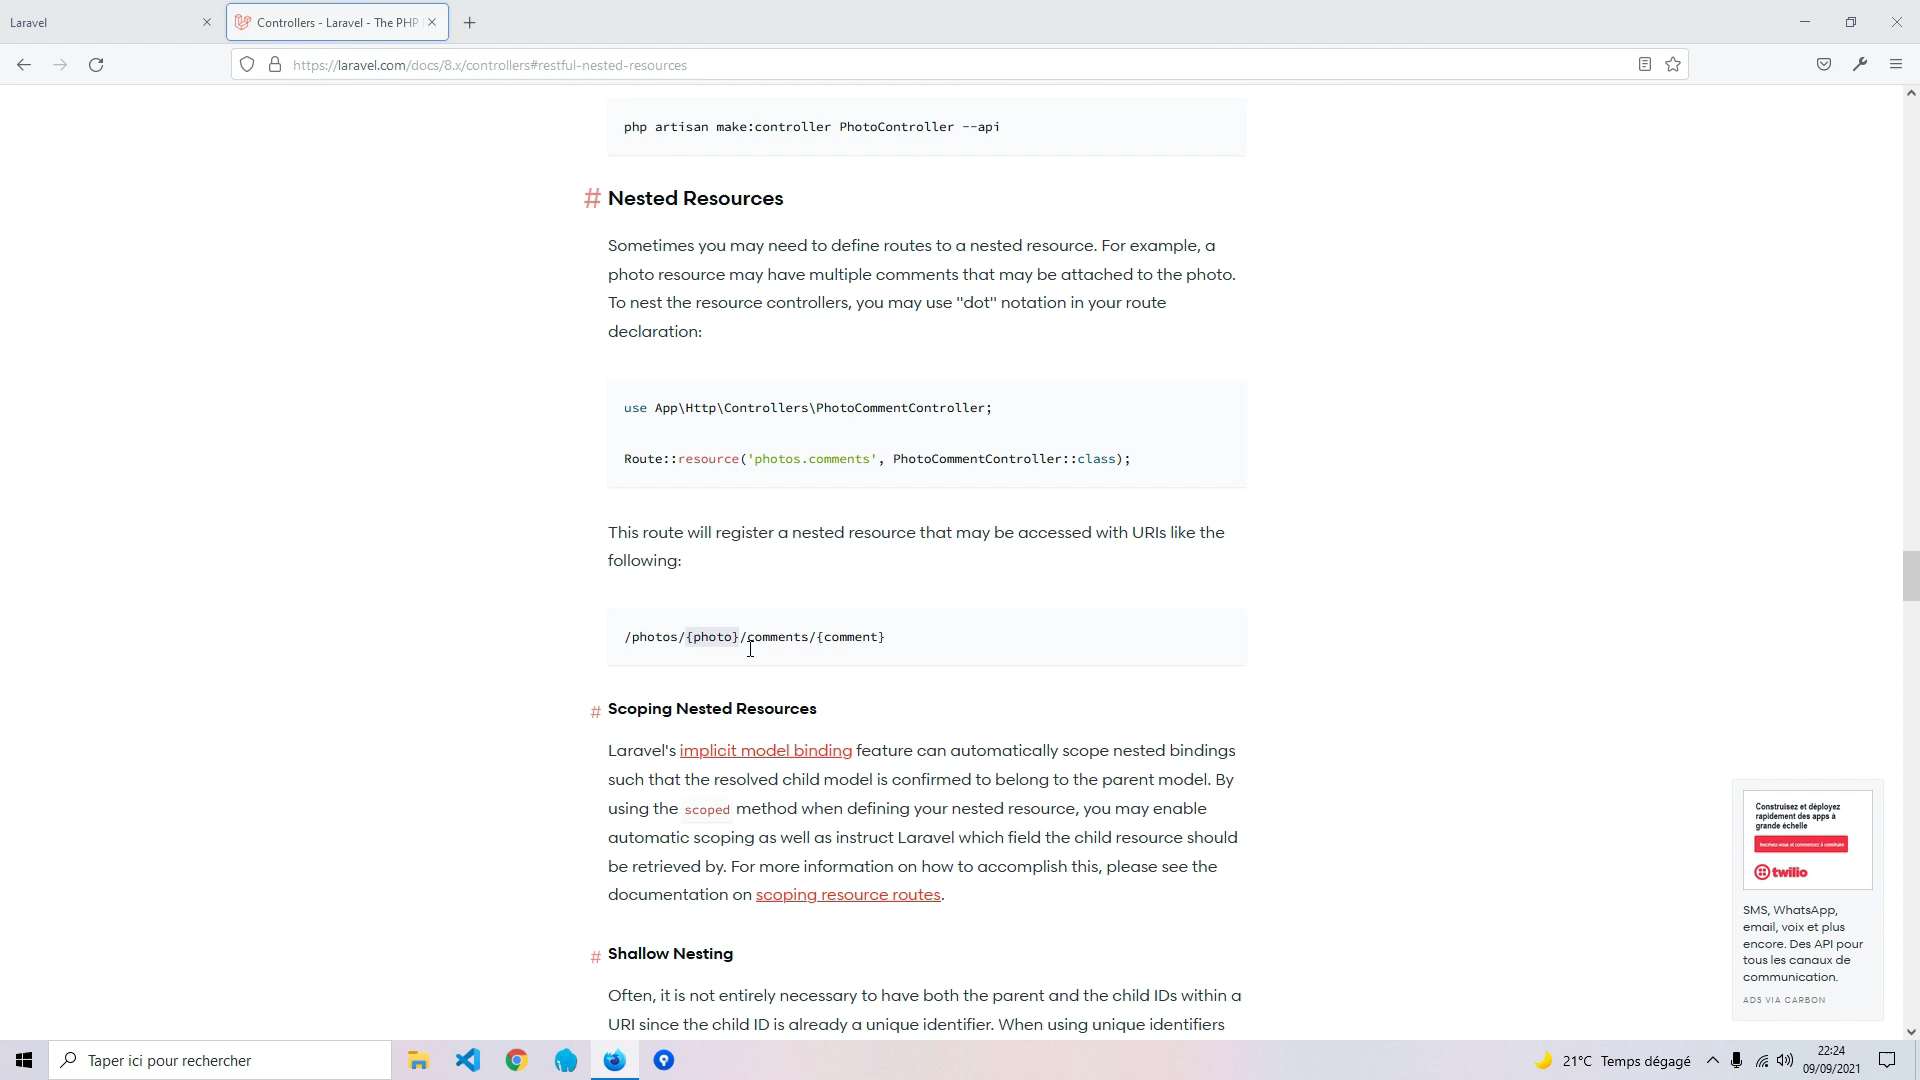 Laravel
Controllers - Laravel - The PHP
https://laravel.com/docs/8.x/controllers#restful-nested-resources
php artisan make:controller PhotoController --api
# Nested Resources
Sometimes you may need to define routes to a nested resource. For example, a
photo resource may have multiple comments that may be attached to the photo.
To nest the resource controllers, you may use "dot" notation in your route
declaration:
use App\Http\Controllers\PhotoCommentController;
Route::resource('photos.comments', PhotoCommentController::class);
This route will register a nested resource that may be accessed with URIs like the
following:
/photos/{photo}/comments/{comment}
# Scoping Nested Resources
Laravel's implicit model binding feature can automatically scope nested bindings
such that the resolved child model is confirmed to belong to the parent model. By
using the scoped method when defining your nested resource, you may enable
automatic scoping as well as instruct Laravel which field the child resource should
be retrieved by. For more information on how to accomplish this, please see the
documentation on scoping resource routes.
# Shallow Nesting
Often, it is not entirely necessary to have both the parent and the child IDs within a
URI since the child ID is already a unique identifier. When using unique identifiers
Construisez et déployez
rapidement des apps à
grande échelle
Inscrivez-vous et commencez à construire
twilio
SMS, WhatsApp,
email, voix et plus
encore. Des API pour
tous les canaux de
communication.
ADS VIA CARBON
Taper ici pour rechercher
21°C Temps dégagé
22:24
09/09/2021